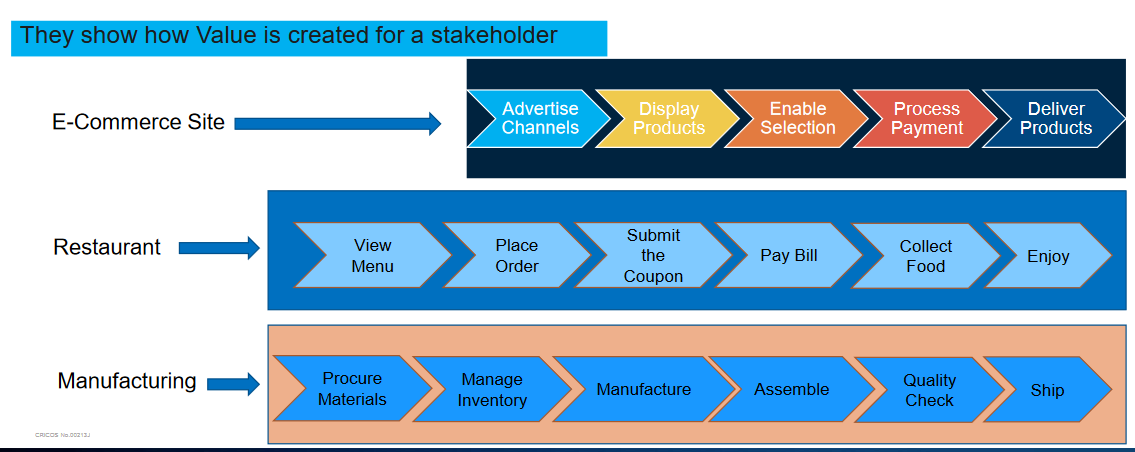 They show how Value is created for a stakeholder
E-Commerce Site
Advertise
Channels
Display
Products
Enable
Selection
Process
Payment
Deliver
Products
Restaurant
View
Menu
Place
Order
Submit
the
Coupon
Pay Bill
Collect
Food
Enjoy
Manufacturing
Procure
Materials
Manage
Inventory
Manufacture
Assemble
Quality
Check
Ship
CRICOS No.00213J